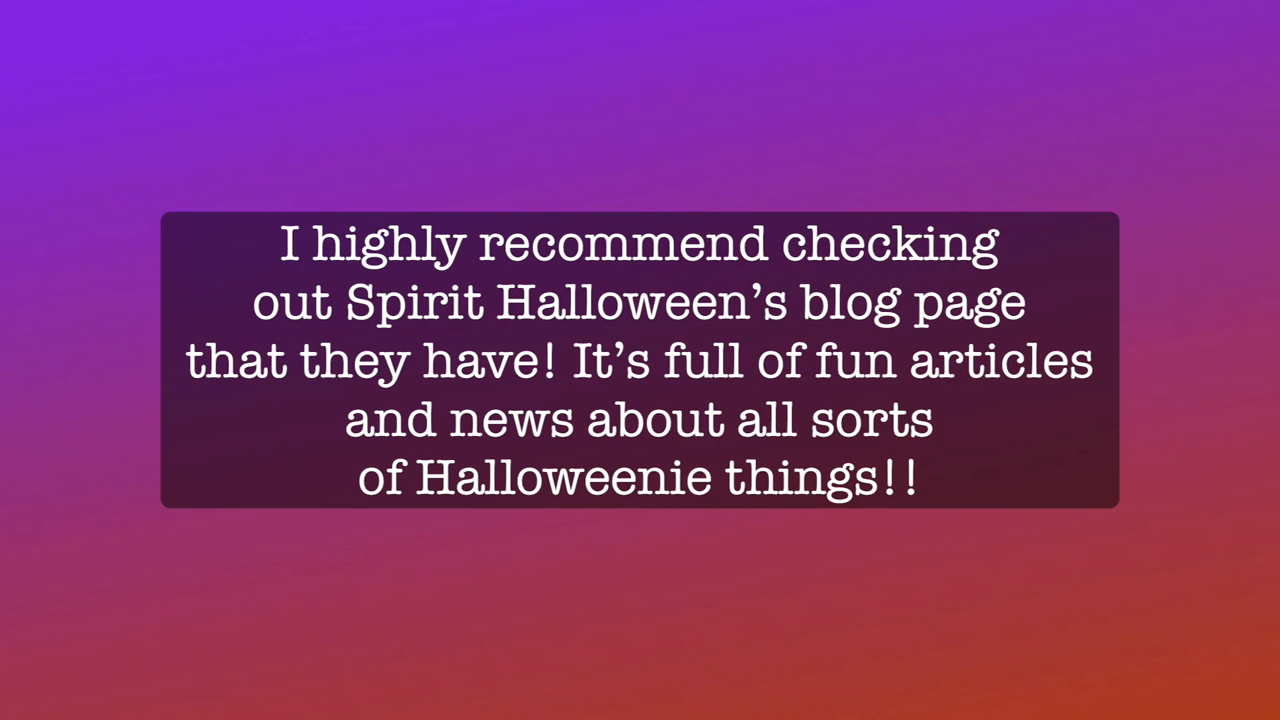 I highly recommend checking
out Spirit Halloween’s blog page
that they have! It’s full of fun articles
and news about all sorts
of Halloweenie things!!